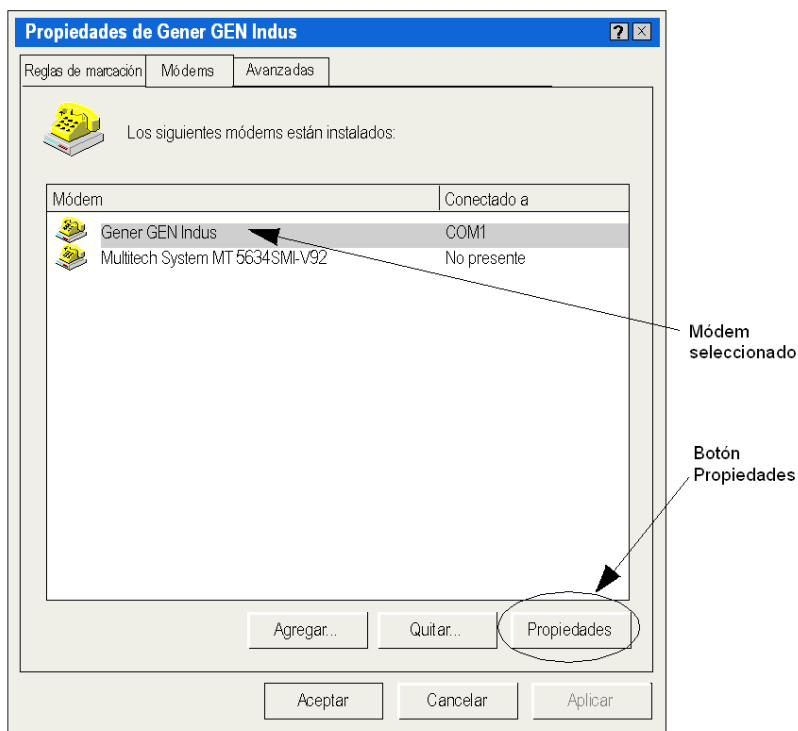 Propiedades de Gener GEN Indus
Reglas de marcación Módems Avanzadas
Los siguientes módems están instalados:
Módem Conectado a
Gener GEN Indus COM1
Multitech System MT 5634SMI-V92 No presente
Módem
seleccionado
Botón
Propiedades
Agregar... Quitar... Propiedades
Aceptar Cancelar Aplicar